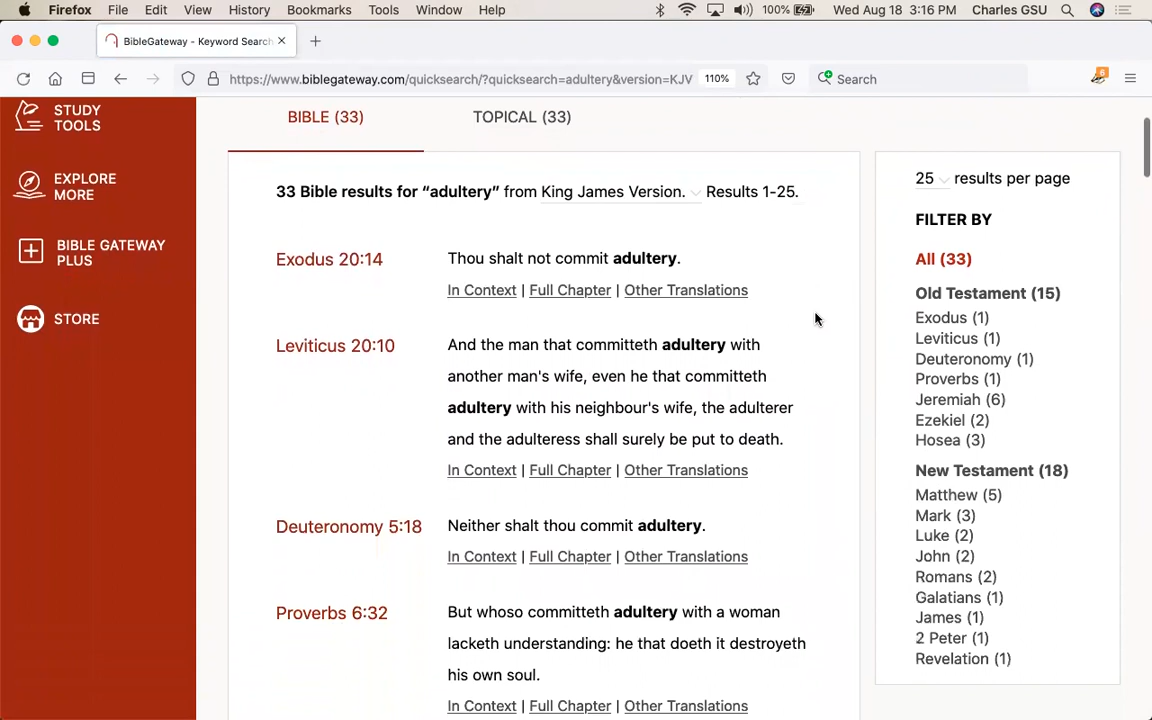 Firefox File Edit View History Bookmarks Tools Window Help 100% Wed Aug 18 3:16 PM Charles GSU
BibleGateway - Keyword Search
https://www.biblegateway.com/quicksearch/?quicksearch=adultery&version=KJV 110% Search 6
STUDY
TOOLS
EXPLORE
MORE
BIBLE GATEWAY
PLUS
STORE
BIBLE (33) TOPICAL (33)
33 Bible results for “adultery” from King James Version. Results 1-25.
Exodus 20:14 Thou shalt not commit adultery.
In Context | Full Chapter | Other Translations
Leviticus 20:10 And the man that committeth adultery with
another man's wife, even he that committeth
adultery with his neighbour's wife, the adulterer
and the adulteress shall surely be put to death.
In Context | Full Chapter | Other Translations
Deuteronomy 5:18 Neither shalt thou commit adultery.
In Context | Full Chapter | Other Translations
Proverbs 6:32 But whoso committeth adultery with a woman
lacketh understanding: he that doeth it destroyeth
his own soul.
In Context | Full Chapter | Other Translations
25 results per page
FILTER BY
All (33)
Old Testament (15)
Exodus (1)
Leviticus (1)
Deuteronomy (1)
Proverbs (1)
Jeremiah (6)
Ezekiel (2)
Hosea (3)
New Testament (18)
Matthew (5)
Mark (3)
Luke (2)
John (2)
Romans (2)
Galatians (1)
James (1)
2 Peter (1)
Revelation (1)